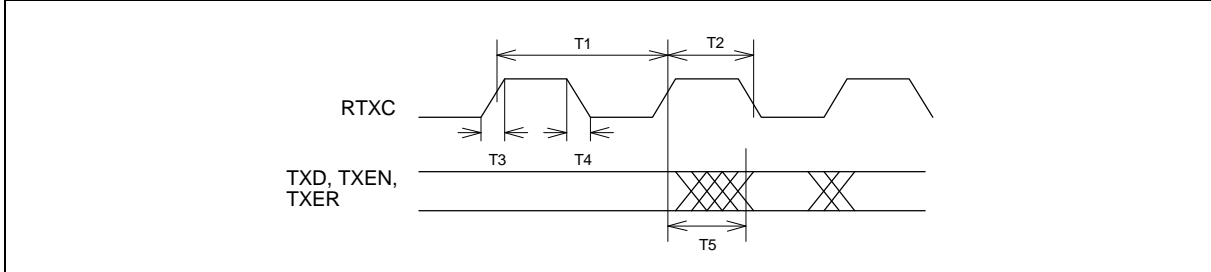 T1
T2
RTXC
T3
T4
TXD, TXEN,
TXER
T5